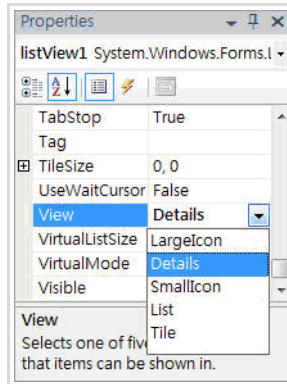 Properties
listView1 System.Windows.Forms.L
TabStop True
Tag
TileSize 0, 0
UseWaitCursor False
View Details
VirtualListSize LargeIcon
Details
VirtualMode SmallIcon
Visible List
Tile
View
Selects one of five
that items can be shown in.